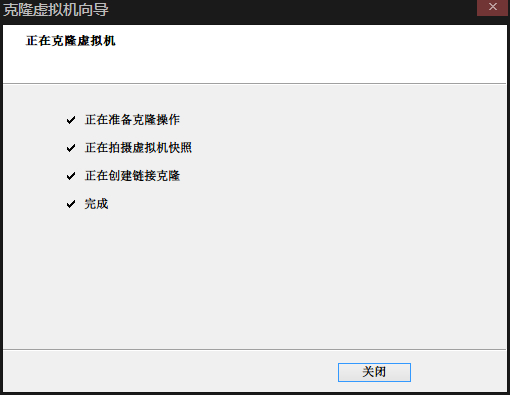 克隆虚拟机向导
正在克隆虚拟机
正在准备克隆操作
正在拍摄虚拟机快照
正在创建链接克隆
完成
关闭